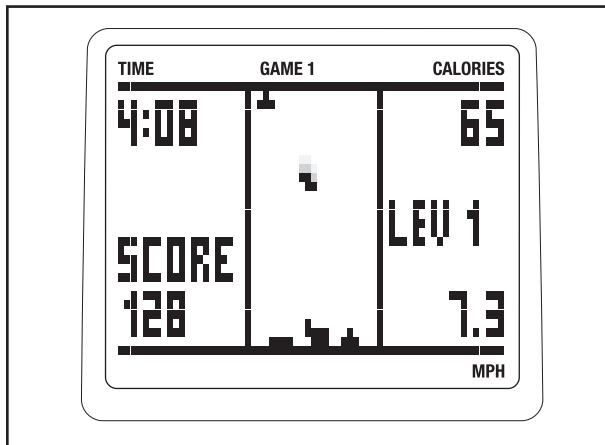 TIME GAME 1 CALORIES
4:08 65
LEV 1
SCORE
128 7.3
MPH